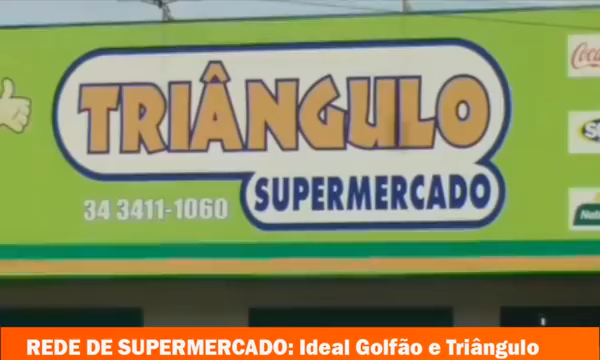 TRIÂNGULO
SUPERMERCADO
34 3411-1060
REDE DE SUPERMERCADO: Ideal Golfão e Triângulo